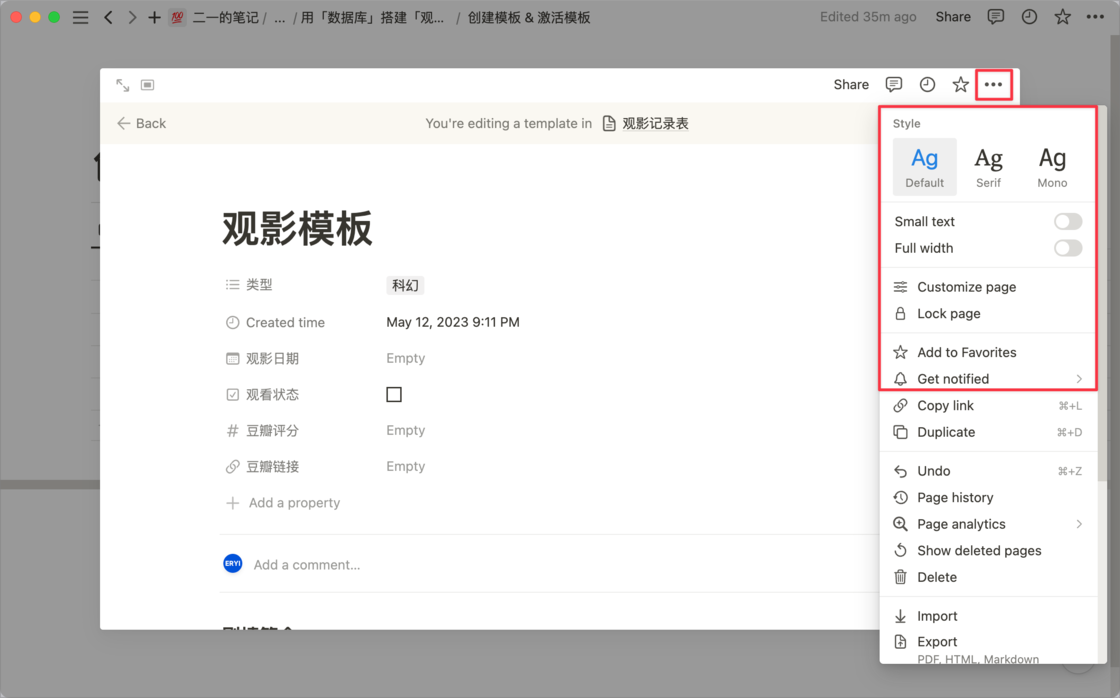 二一的笔记 / ... / 用「数据库」搭建「观... / 创建模板 & 激活模板
Edited 35m ago Share
Share
Back
You're editing a template in 观影记录表
观影模板
类型 科幻
Created time May 12, 2023 9:11 PM
观影日期 Empty
观看状态
豆瓣评分 Empty
豆瓣链接 Empty
Add a property
ERYI Add a comment...
Style
Ag Ag Ag
Default Serif Mono
Small text
Full width
Customize page
Lock page
Add to Favorites
Get notified
Copy link ⌘+L
Duplicate ⌘+D
Undo ⌘+Z
Page history
Page analytics
Show deleted pages
Delete
Import
Export
PDF, HTML, Markdown